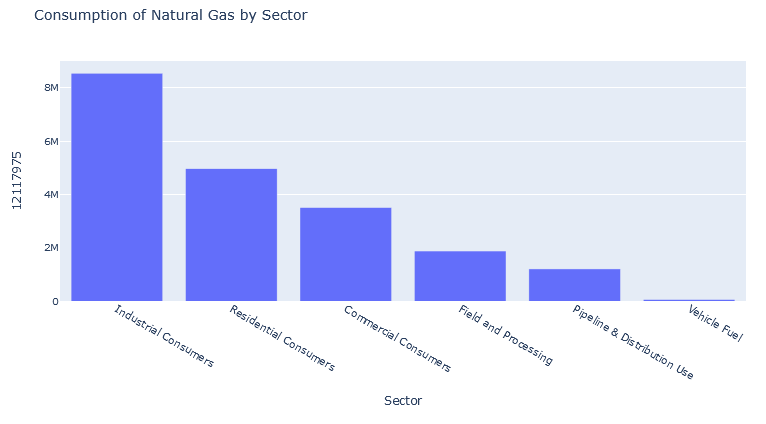 Consumption of Natural Gas by Sector
12117975
8M
6M
4M
2M
0
Industrial Consumers
Residential Consumers
Commercial Consumers
Field and Processing
Pipeline & Distribution Use
Vehicle Fuel
Sector